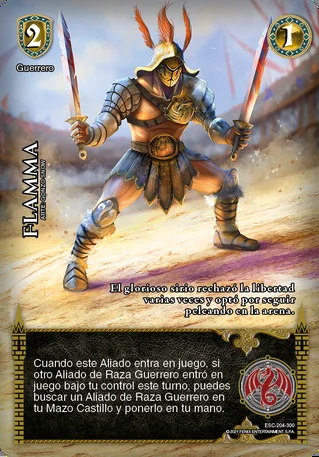 2
1
Guerrero
FLAMMA
El glorioso sirio rechazó la libertad
varias veces y optó por seguir
peleando en la arena.
Cuando este Aliado entra en juego, si
otro Aliado de Raza Guerrero entró en
juego bajo tu control este turno, puedes
buscar un Aliado de Raza Guerrero en
tu Mazo Castillo y ponerlo en tu mano.
ESC-204-300
©2021 FENIX ENTERTAINMENT S.P.A.